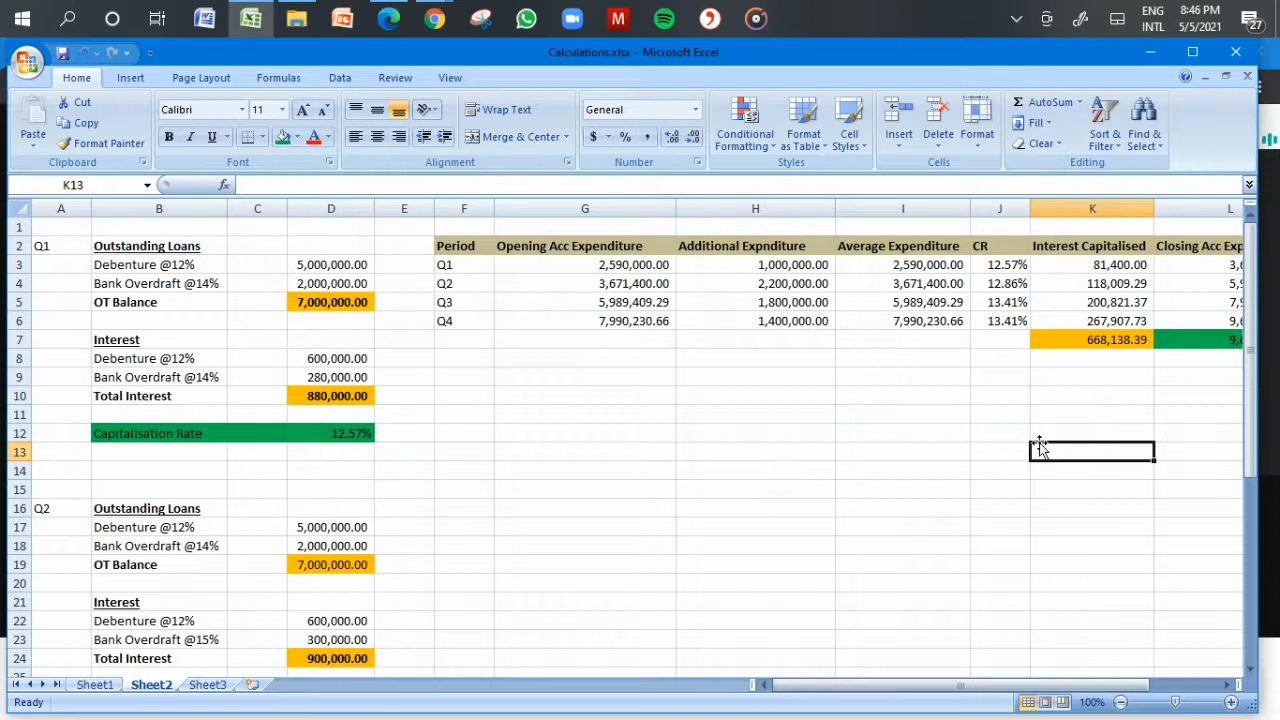 ENG 8:46 PM
INTL 5/5/2021 27
Calculations.xlsx - Microsoft Excel
Home Insert Page Layout Formulas Data Review View
Cut Calibri 11 Wrap Text General AutoSum
Copy Fill
Paste Format Painter Merge & Center Conditional Formatting Format as Table Cell Styles Insert Delete Format Clear Sort & Filter Find & Select
Clipboard Font Alignment Number Styles Cells Editing
K13 fx
A B C D E F G H I J K L
1
2 Q1 Outstanding Loans Period Opening Acc Expenditure Additional Expnditure Average Expenditure CR Interest Capitalised Closing Acc Exp
3 Debenture @12% 5,000,000.00 Q1 2,590,000.00 1,000,000.00 2,590,000.00 12.57% 81,400.00 3,6
4 Bank Overdraft @14% 2,000,000.00 Q2 3,671,400.00 2,200,000.00 3,671,400.00 12.86% 118,009.29 5,9
5 OT Balance 7,000,000.00 Q3 5,989,409.29 1,800,000.00 5,989,409.29 13.41% 200,821.37 7,9
6 Q4 7,990,230.66 1,400,000.00 7,990,230.66 13.41% 267,907.73 9,6
7 Interest 668,138.39 9,6
8 Debenture @12% 600,000.00
9 Bank Overdraft @14% 280,000.00
10 Total Interest 880,000.00
11
12 Capitalisation Rate 12.57%
13
14
15
16 Q2 Outstanding Loans
17 Debenture @12% 5,000,000.00
18 Bank Overdraft @14% 2,000,000.00
19 OT Balance 7,000,000.00
20
21 Interest
22 Debenture @12% 600,000.00
23 Bank Overdraft @15% 300,000.00
24 Total Interest 900,000.00
Sheet1 Sheet2 Sheet3
Ready 100%